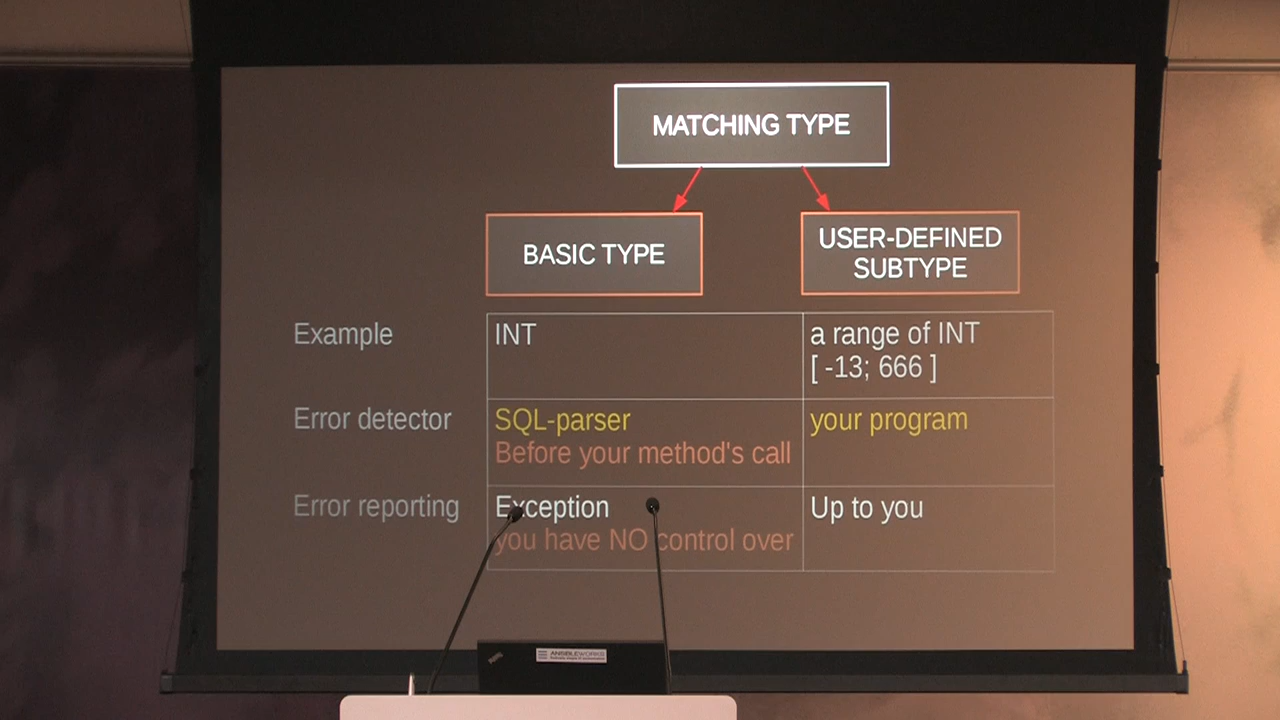 MATCHING TYPE
BASIC TYPE
USER-DEFINED
SUBTYPE
Example
INT
a range of INT
[ -13; 666 ]
Error detector
SQL-parser
your program
Before your method's call
Error reporting
Exception
Up to you
you have NO control over
ANSIBLEWORKS